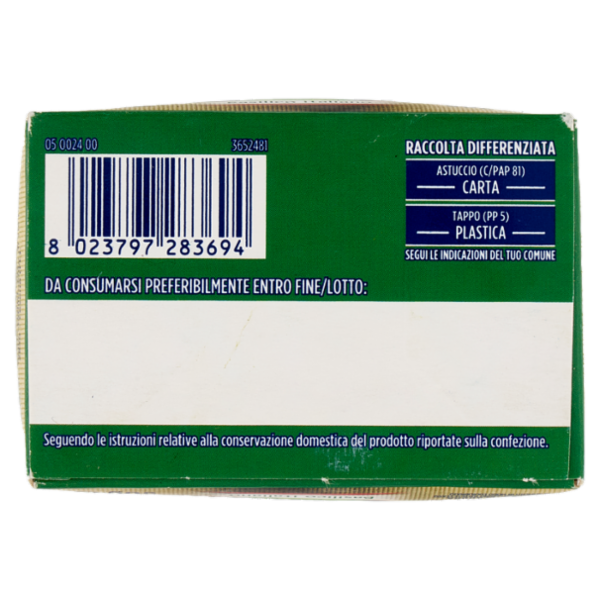 05 0024 00 3652481
8 023797 283694
RACCOLTA DIFFERENZIATA
ASTUCCIO (C/PAP 81)
CARTA
TAPPO (PP 5)
PLASTICA
SEGUI LE INDICAZIONI DEL TUO COMUNE
DA CONSUMARSI PREFERIBILMENTE ENTRO FINE/LOTTO:
Seguendo le istruzioni relative alla conservazione domestica del prodotto riportate sulla confezione.